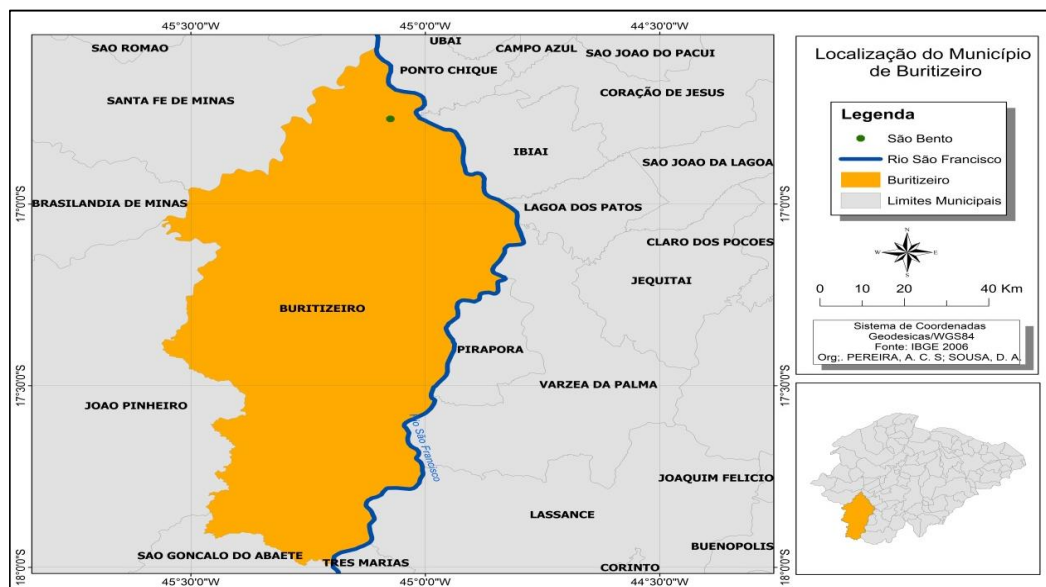 45°30'0"W
45°0'0"W
44°30'0"W
SAO ROMAO
UBAI
CAMPO AZUL
SAO JOAO DO PACUI
PONTO CHIQUE
SANTA FE DE MINAS
CORAÇÃO DE JESUS
IBIAI
SAO JOAO DA LAGOA
BRASILANDIA DE MINAS
LAGOA DOS PATOS
17°0'0"S
17°0'0"S
CLARO DOS POCOES
JEQUITAI
BURITIZEIRO
PIRAPORA
VARZEA DA PALMA
17°30'0"S
17°30'0"S
JOAO PINHEIRO
Rio São Francisco
JOAQUIM FELICIO
LASSANCE
BUENOPOLIS
SAO GONCALO DO ABAETE
TRES MARIAS
CORINTO
18°0'0"S
18°0'0"S
45°30'0"W
45°0'0"W
44°30'0"W
Localização do Município
de Buritizeiro
Legenda
São Bento
Rio São Francisco
Buritizeiro
Limites Municipais
N
W
E
S
0 10 20 40 Km
Sistema de Coordenadas
Geodesicas/WGS84
Fonte: IBGE 2006
Org;. PEREIRA, A. C. S; SOUSA, D. A.